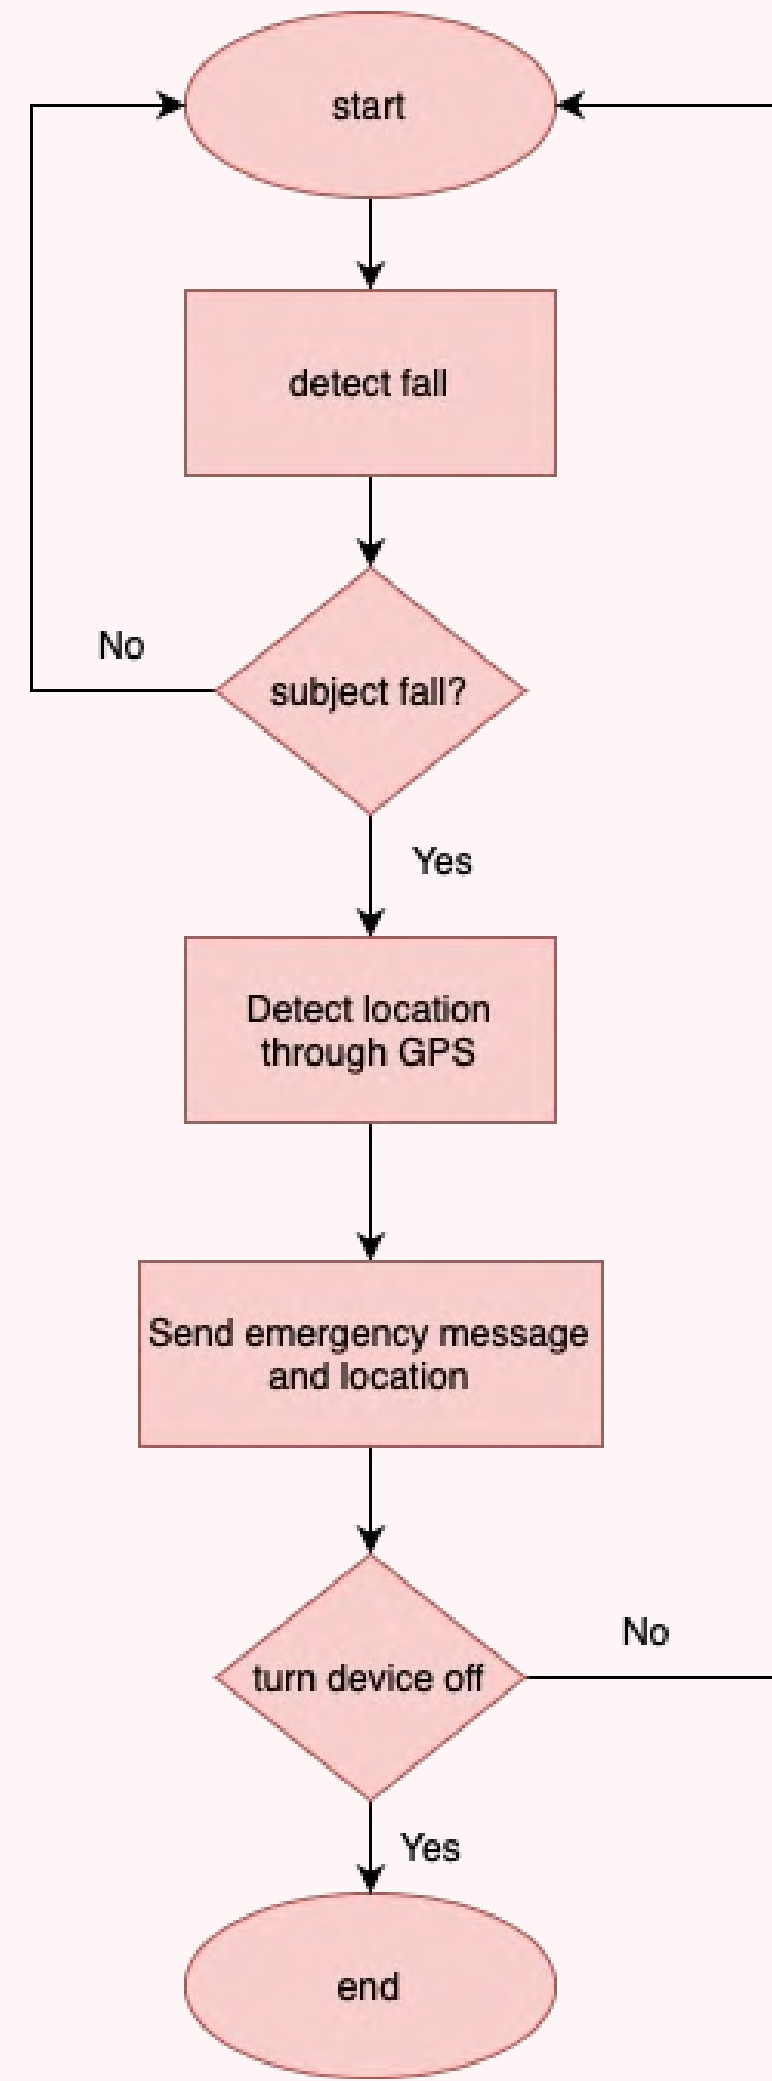 start
detect fall
No
subject fall?
Yes
Detect location
through GPS
Send emergency message
and location
No
turn device off
Yes
end